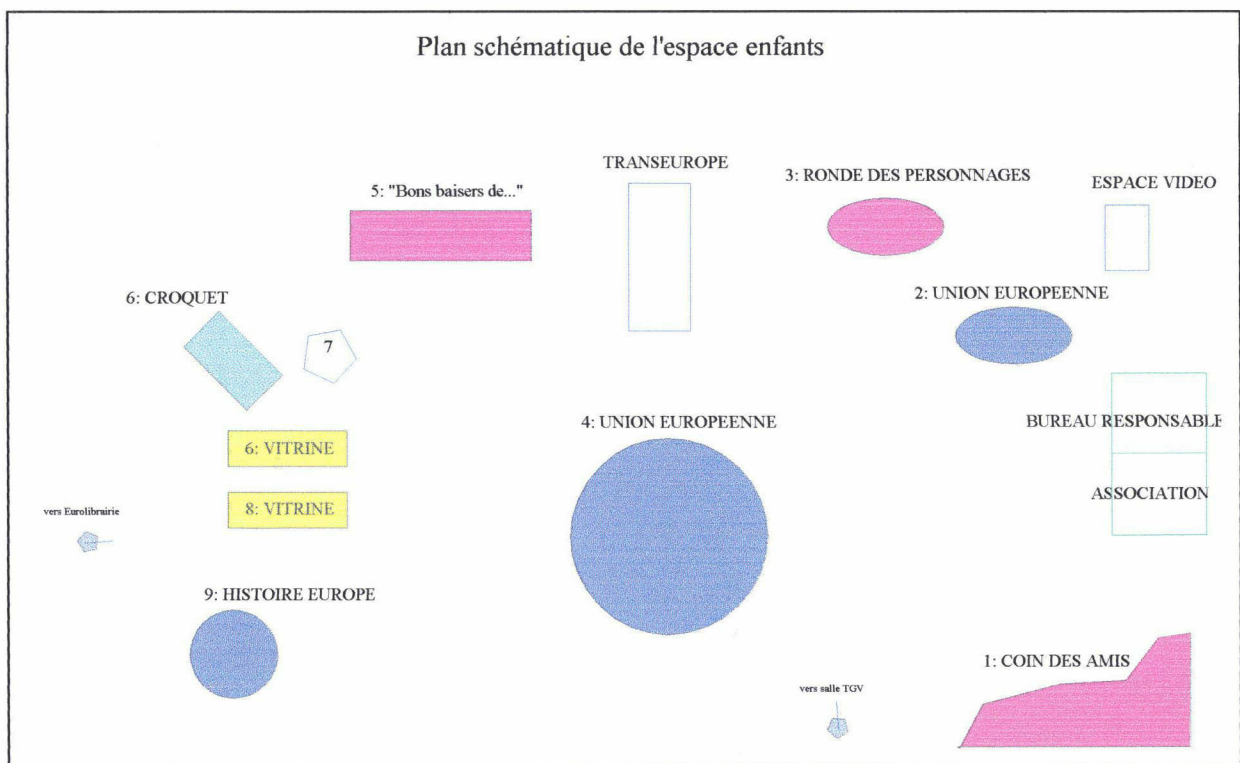 Plan schématique de l'espace enfants
TRANSEUROPE
3: RONDE DES PERSONNAGES
ESPACE VIDEO
5: "Bons baisers de..."
6: CROQUET
2: UNION EUROPEENNE
7
4: UNION EUROPEENNE
BUREAU RESPONSABLE
6: VITRINE
ASSOCIATION
8: VITRINE
vers Eurolibrairie
9: HISTOIRE EUROPE
1: COIN DES AMIS
vers salle TGV